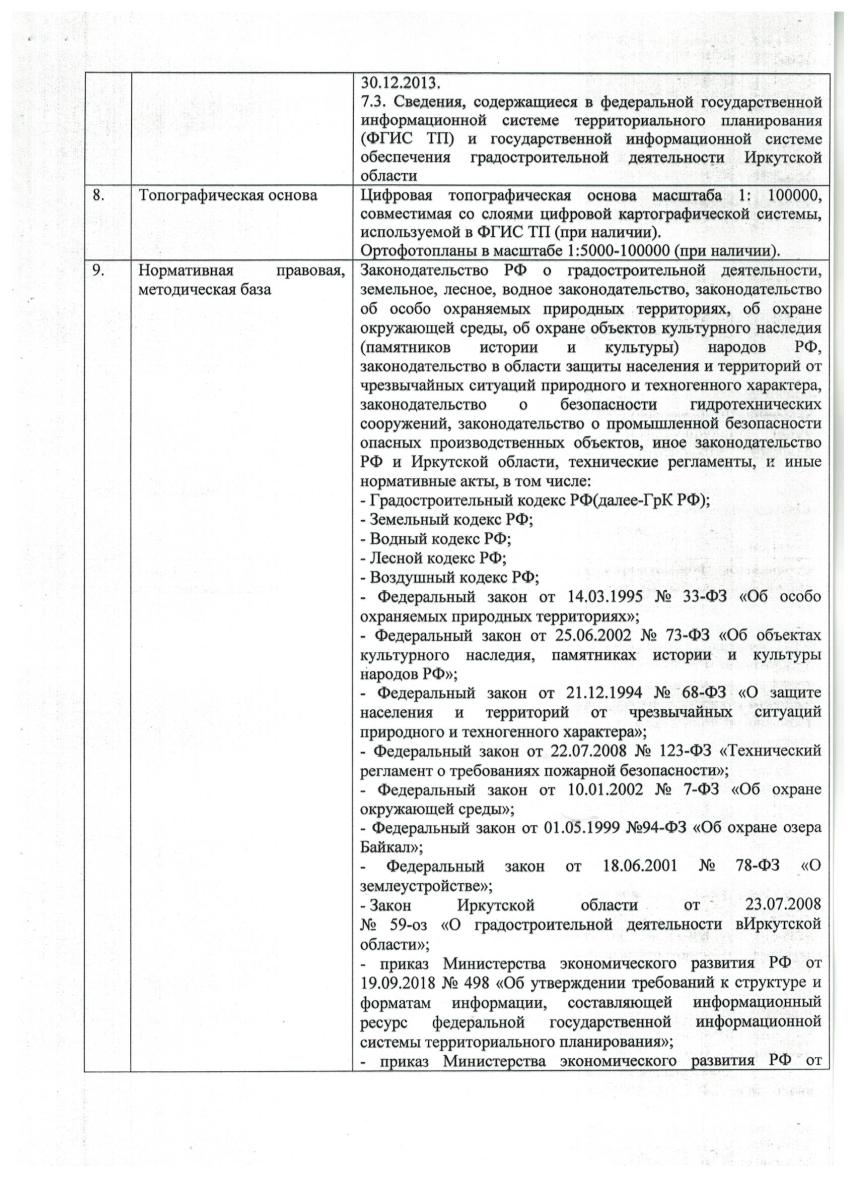 30.12.2013.
7.3. Сведения, содержащиеся в федеральной государственной
информационной системе территориального планирования
(ФГИС ТП) и государственной информационной системе
обеспечения градостроительной деятельности Иркутской
области
8. Топографическая основа Цифровая топографическая основа масштаба 1: 100000,
совместимая со слоями цифровой картографической системы,
используемой в ФГИС ТП (при наличии).
Ортофотопланы в масштабе 1:5000-100000 (при наличии).
9. Нормативная правовая, Законодательство РФ о градостроительной деятельности,
методическая база земельное, лесное, водное законодательство, законодательство
об особо охраняемых природных территориях, об охране
окружающей среды, об охране объектов культурного наследия
(памятников истории и культуры) народов РФ,
законодательство в области защиты населения и территорий от
чрезвычайных ситуаций природного и техногенного характера,
законодательство о безопасности гидротехнических
сооружений, законодательство о промышленной безопасности
опасных производственных объектов, иное законодательство
РФ и Иркутской области, технические регламенты, и иные
нормативные акты, в том числе:
- Градостроительный кодекс РФ(далее-ГрК РФ);
- Земельный кодекс РФ;
- Водный кодекс РФ;
- Лесной кодекс РФ;
- Воздушный кодекс РФ;
- Федеральный закон от 14.03.1995 № 33-ФЗ «Об особо
охраняемых природных территориях»;
- Федеральный закон от 25.06.2002 № 73-ФЗ «Об объектах
культурного наследия, памятниках истории и культуры
народов РФ»;
- Федеральный закон от 21.12.1994 № 68-ФЗ «О защите
населения и территорий от чрезвычайных ситуаций
природного и техногенного характера»;
- Федеральный закон от 22.07.2008 № 123-ФЗ «Технический
регламент о требованиях пожарной безопасности»;
- Федеральный закон от 10.01.2002 № 7-ФЗ «Об охране
окружающей среды»;
- Федеральный закон от 01.05.1999 №94-ФЗ «Об охране озера
Байкал»;
- Федеральный закон от 18.06.2001 № 78-ФЗ «О
землеустройстве»;
- Закон Иркутской области от 23.07.2008
№ 59-оз «О градостроительной деятельности вИркутской
области»;
- приказ Министерства экономического развития РФ от
19.09.2018 № 498 «Об утверждении требований к структуре и
форматам информации, составляющей информационный
ресурс федеральной государственной информационной
системы территориального планирования»;
- приказ Министерства экономического развития РФ от